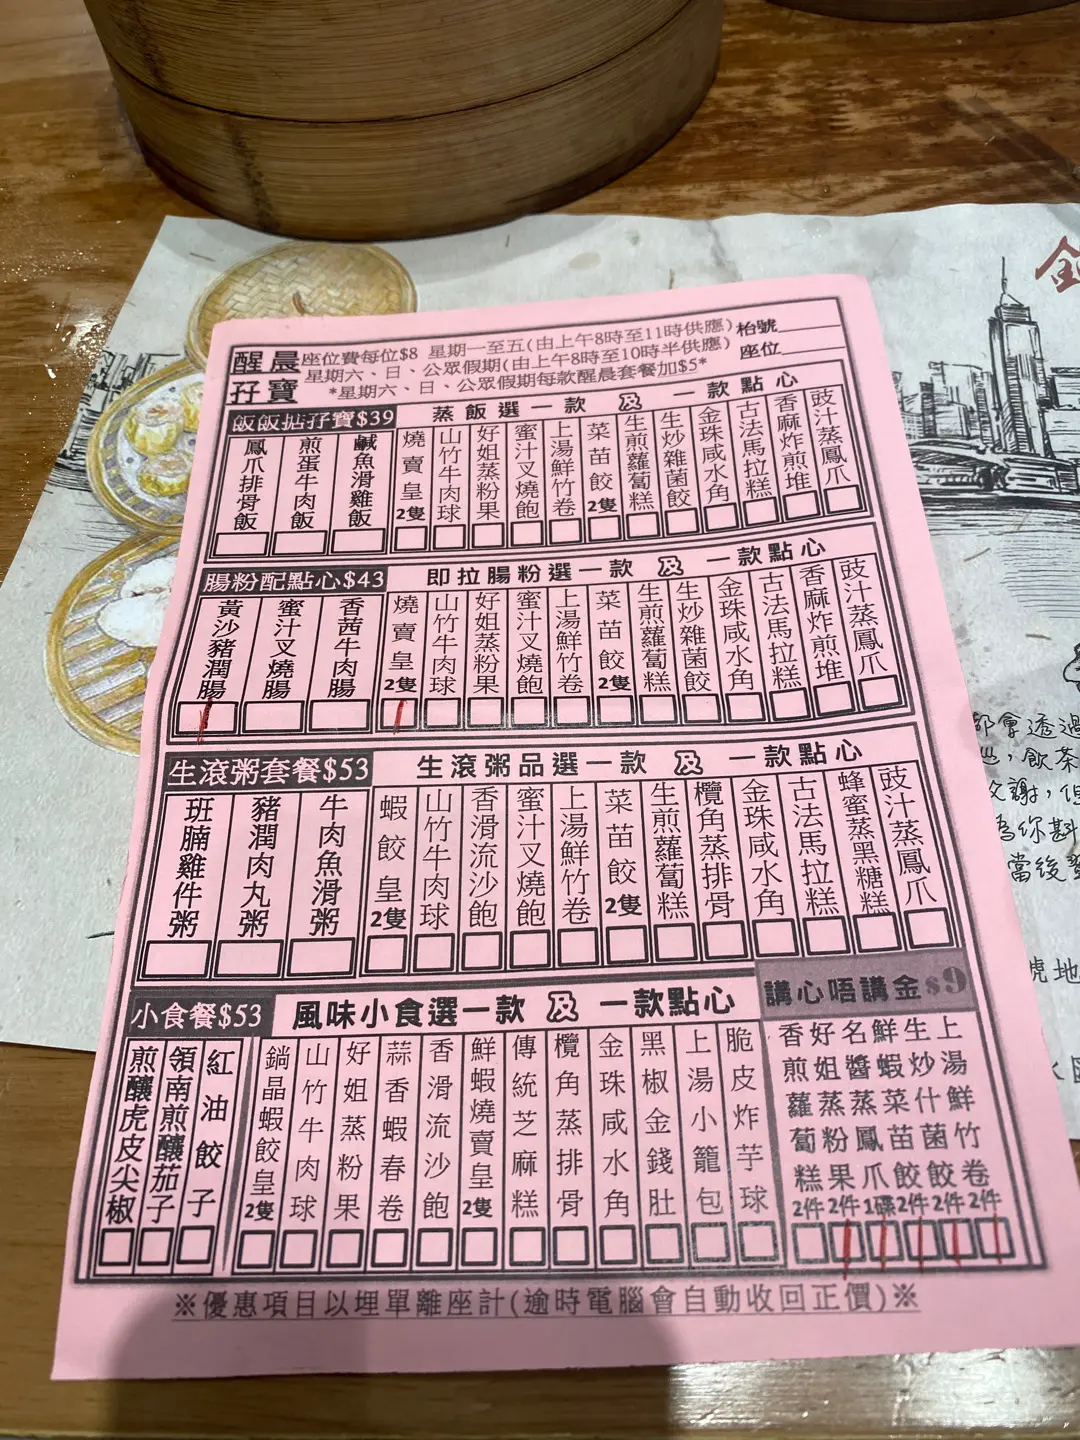 醒晨孖寶
座位費每位$8 星期一至五(由上午8時至11時供應)
星期六、日、公眾假期(由上午8時至10時半供應)
*星期六、日、公眾假期每款醒晨套餐加$5*
枱號
座位
飯飯掂孖寶$39
蒸飯選一款 及 一款點心
鳳爪排骨飯
煎蛋牛肉飯
鹹魚滑雞飯
燒賣皇2隻
山竹牛肉球
好姐蒸粉果
蜜汁叉燒飽
上湯鮮竹卷
菜苗餃2隻
生煎蘿蔔糕
生炒雜菌餃
金珠咸水角
古法馬拉糕
香麻炸煎堆
豉汁蒸鳳爪
腸粉配點心$43
即拉腸粉選一款 及 一款點心
黃沙豬潤腸
蜜汁叉燒腸
香茜牛肉腸
燒賣皇2隻
山竹牛肉球
好姐蒸粉果
蜜汁叉燒飽
上湯鮮竹卷
菜苗餃2隻
生煎蘿蔔糕
生炒雜菌餃
金珠咸水角
古法馬拉糕
香麻炸煎堆
豉汁蒸鳳爪
生滾粥套餐$53
生滾粥品選一款 及 一款點心
班腩雞件粥
豬潤肉丸粥
牛肉魚滑粥
蝦餃皇2隻
山竹牛肉球
香滑流沙飽
蜜汁叉燒飽
上湯鮮竹卷
菜苗餃2隻
生煎蘿蔔糕
欖角蒸排骨
金珠咸水角
古法馬拉糕
蜂蜜蒸黑糖糕
豉汁蒸鳳爪
小食餐$53
風味小食選一款 及 一款點心
煎釀虎皮尖椒
領南煎釀茄子
紅油餃子
鍋晶蝦餃皇2隻
山竹牛肉球
好姐蒸粉果
蒜香蝦春卷
香滑流沙飽
鮮蝦燒賣皇2隻
傳統芝麻糕
欖角蒸排骨
金珠咸水角
黑椒金錢肚
上湯小籠包
脆皮炸芋球
講心唔講金$9
香煎蘿蔔糕2件
好姐蒸粉果2件
名醬蒸鳳爪1碟
鮮蝦菜苗餃2件
生炒什菌餃2件
上湯鮮竹卷2件
※優惠項目以埋單離座計(逾時電腦會自動收回正價)※
都會透過
飲茶
當後
虎地